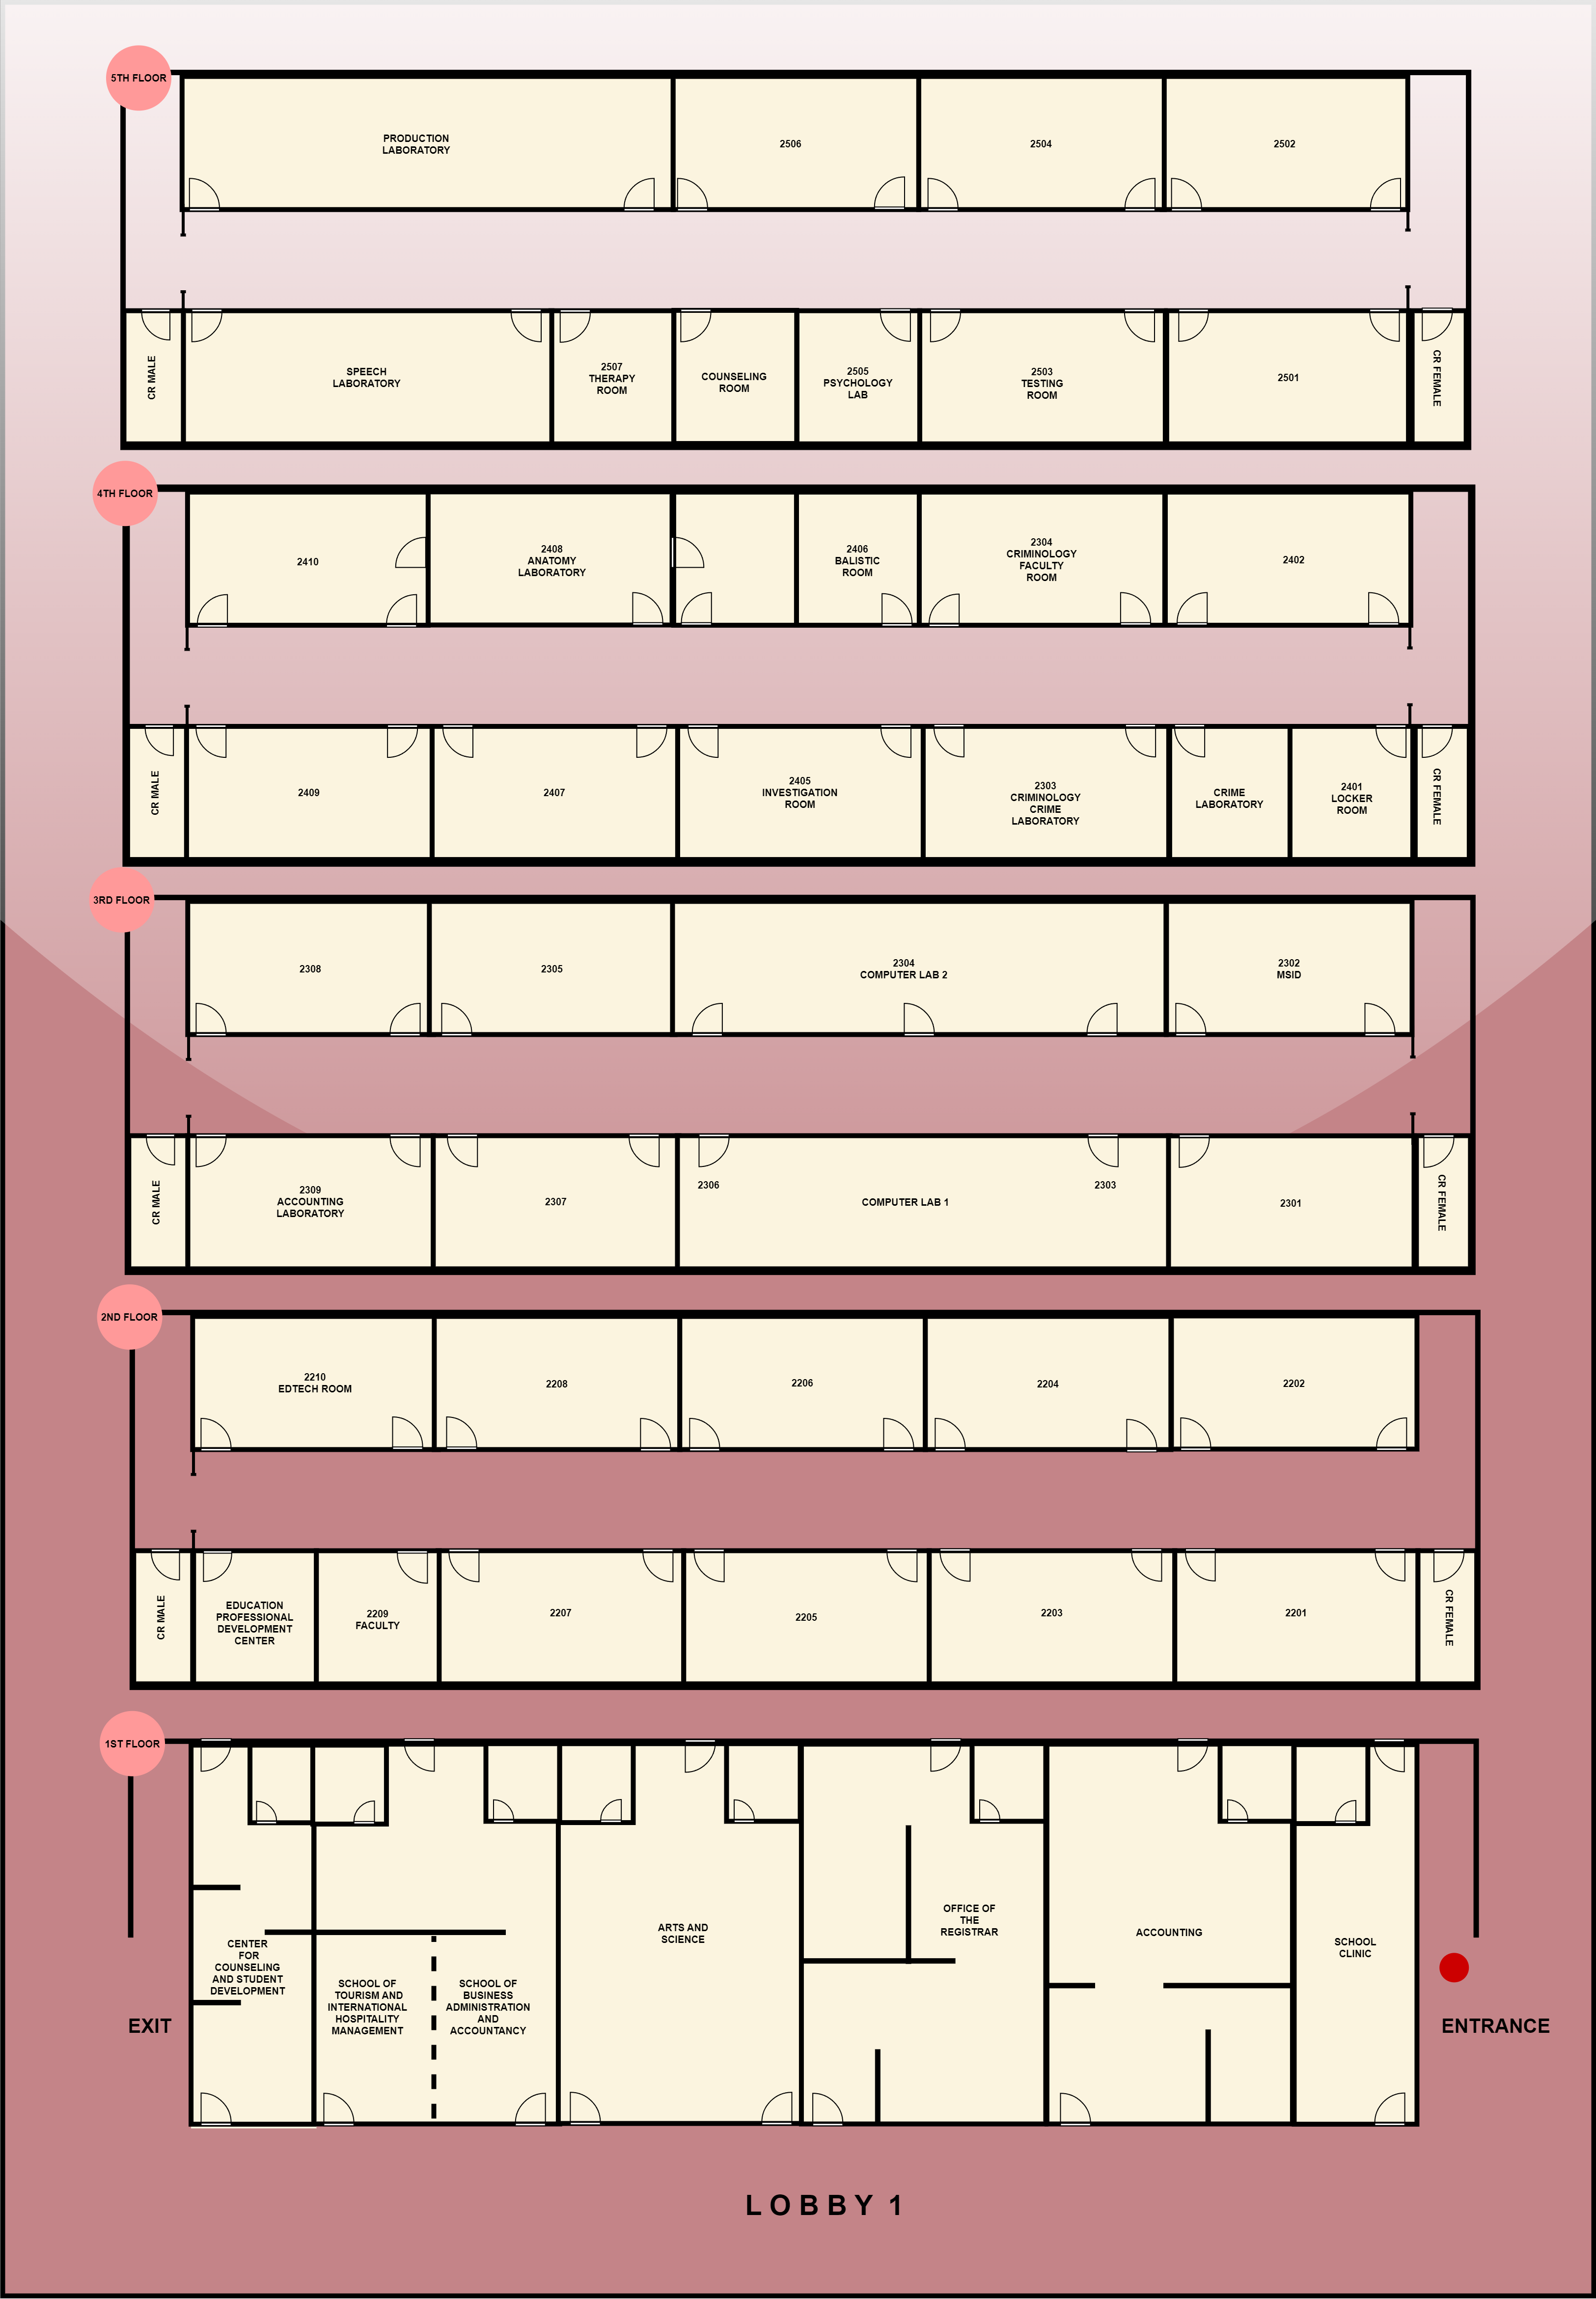 5TH FLOOR
PRODUCTION
LABORATORY
2506
2504
2502
CR MALE
SPEECH
LABORATORY
2507
THERAPY
ROOM
COUNSELING
ROOM
2505
PSYCHOLOGY
LAB
2503
TESTING
ROOM
2501
CR FEMALE
4TH FLOOR
2410
2408
ANATOMY
LABORATORY
2406
BALISTIC
ROOM
2304
CRIMINOLOGY
FACULTY
ROOM
2402
CR MALE
2409
2407
2405
INVESTIGATION
ROOM
2303
CRIMINOLOGY
CRIME
LABORATORY
CRIME
LABORATORY
2401
LOCKER
ROOM
CR FEMALE
3RD FLOOR
2308
2305
2304
COMPUTER LAB 2
2302
MSID
CR MALE
2309
ACCOUNTING
LABORATORY
2307
2306
COMPUTER LAB 1
2303
2301
CR FEMALE
2ND FLOOR
2210
EDTECH ROOM
2208
2206
2204
2202
CR MALE
EDUCATION
PROFESSIONAL
DEVELOPMENT
CENTER
2209
FACULTY
2207
2205
2203
2201
CR FEMALE
1ST FLOOR
CENTER
FOR
COUNSELING
AND STUDENT
DEVELOPMENT
SCHOOL OF
TOURISM AND
INTERNATIONAL
HOSPITALITY
MANAGEMENT
SCHOOL OF
BUSINESS
ADMINISTRATION
AND
ACCOUNTANCY
ARTS AND
SCIENCE
OFFICE OF
THE
REGISTRAR
ACCOUNTING
SCHOOL
CLINIC
EXIT
ENTRANCE
LOBBY 1